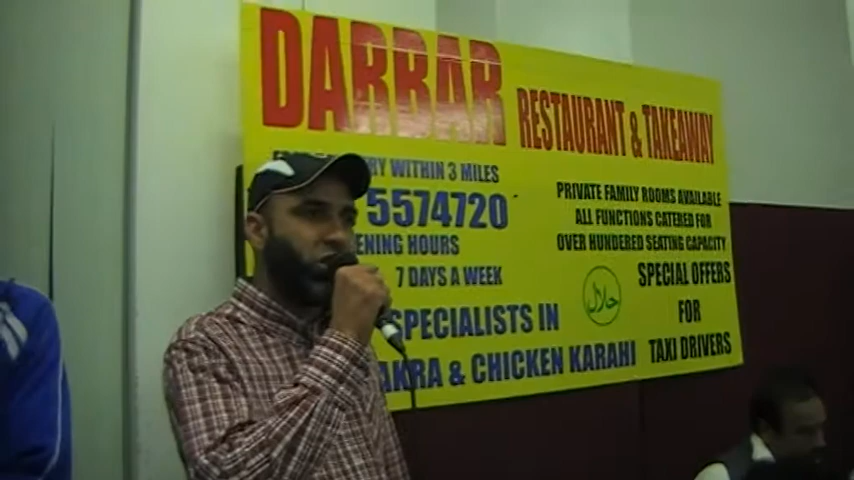 DARBAR RESTAURANT & TAKEAWAY
RY WITHIN 3 MILES
5574720
ENING HOURS
7 DAYS A WEEK
SPECIALISTS IN
AKRA & CHICKEN KARAHI
PRIVATE FAMILY ROOMS AVAILABLE
ALL FUNCTIONS CATERED FOR
OVER HUNDERED SEATING CAPACITY
حلال
SPECIAL OFFERS
FOR
TAXI DRIVERS